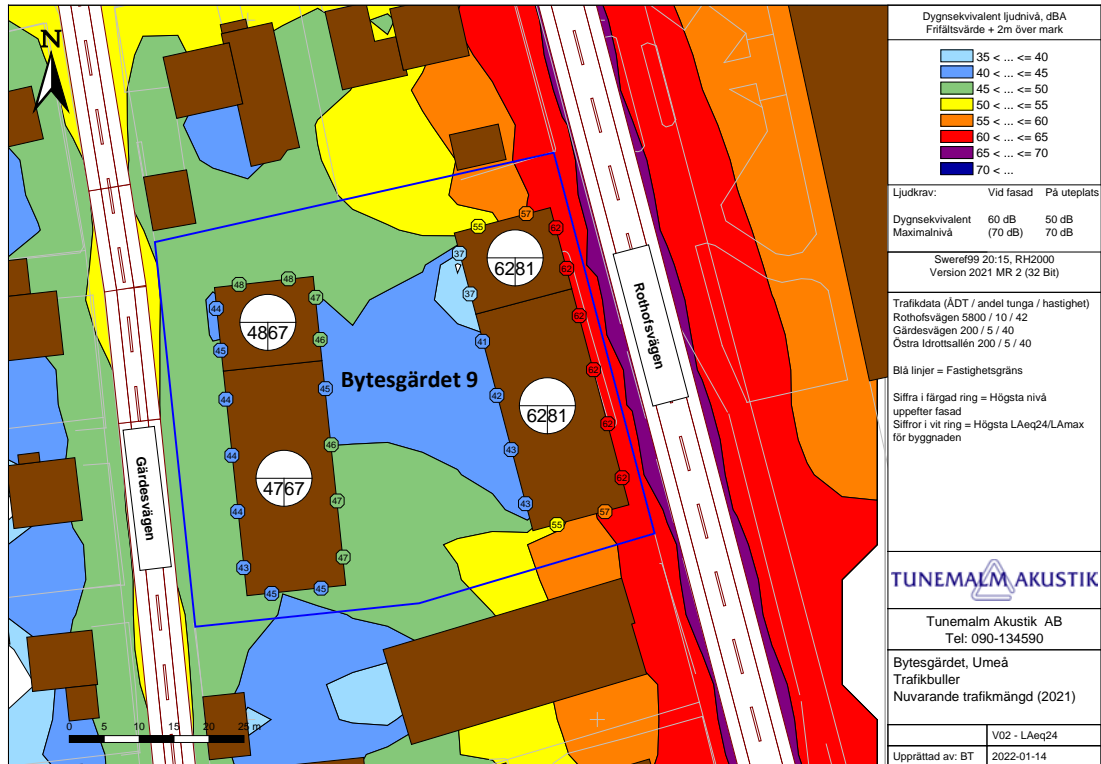 N
Dygnsekvivalent ljudnivå, dBA
Frifältsvärde + 2m över mark
35 < ... <= 40
40 < ... <= 45
45 < ... <= 50
50 < ... <= 55
55 < ... <= 60
60 < ... <= 65
65 < ... <= 70
70 < ...
Ljudkrav: Vid fasad På uteplats
Dygnsekvivalent 60 dB 50 dB
Maximalnivå (70 dB) 70 dB
Sweref99 20:15, RH2000
Version 2021 MR 2 (32 Bit)
Trafikdata (ÅDT / andel tunga / hastighet)
Rothofsvägen 5800 / 10 / 42
Gärdesvägen 200 / 5 / 40
Östra Idrottsallén 200 / 5 / 40
Blå linjer = Fastighetsgräns
Siffra i färgad ring = Högsta nivå
uppefter fasad
Siffror i vit ring = Högsta LAeq24/LAmax
för byggnaden
TUNEMALM AKUSTIK
Tunemalm Akustik AB
Tel: 090-134590
Bytesgärdet, Umeå
Trafikbuller
Nuvarande trafikmängd (2021)
V02 - LAeq24
Upprättad av: BT 2022-01-14
57
55
62
37
6281
62
37
62
41
62
42
6281
62
43
62
43
57
55
48
48
47
44
4867
46
45
45
44
46
44
4767
47
44
47
43
45
45
Bytesgärdet 9
Rothofsvägen
Gärdesvägen
0 5 10 15 20 25 m